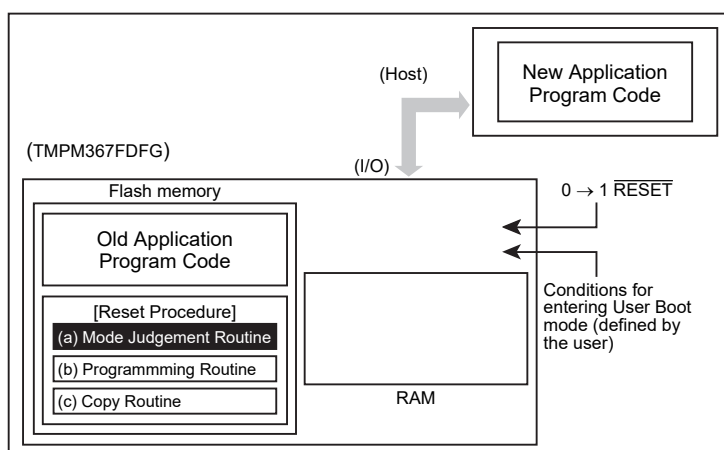 New Application
Program Code
(Host)
(TMPM367FDFG)
(I/O)
Flash memory
0 → 1 RESET
Old Application
Program Code
[Reset Procedure]
(a) Mode Judgement Routine
(b) Programmming Routine
(c) Copy Routine
RAM
Conditions for
entering User Boot
mode (defined by
the user)